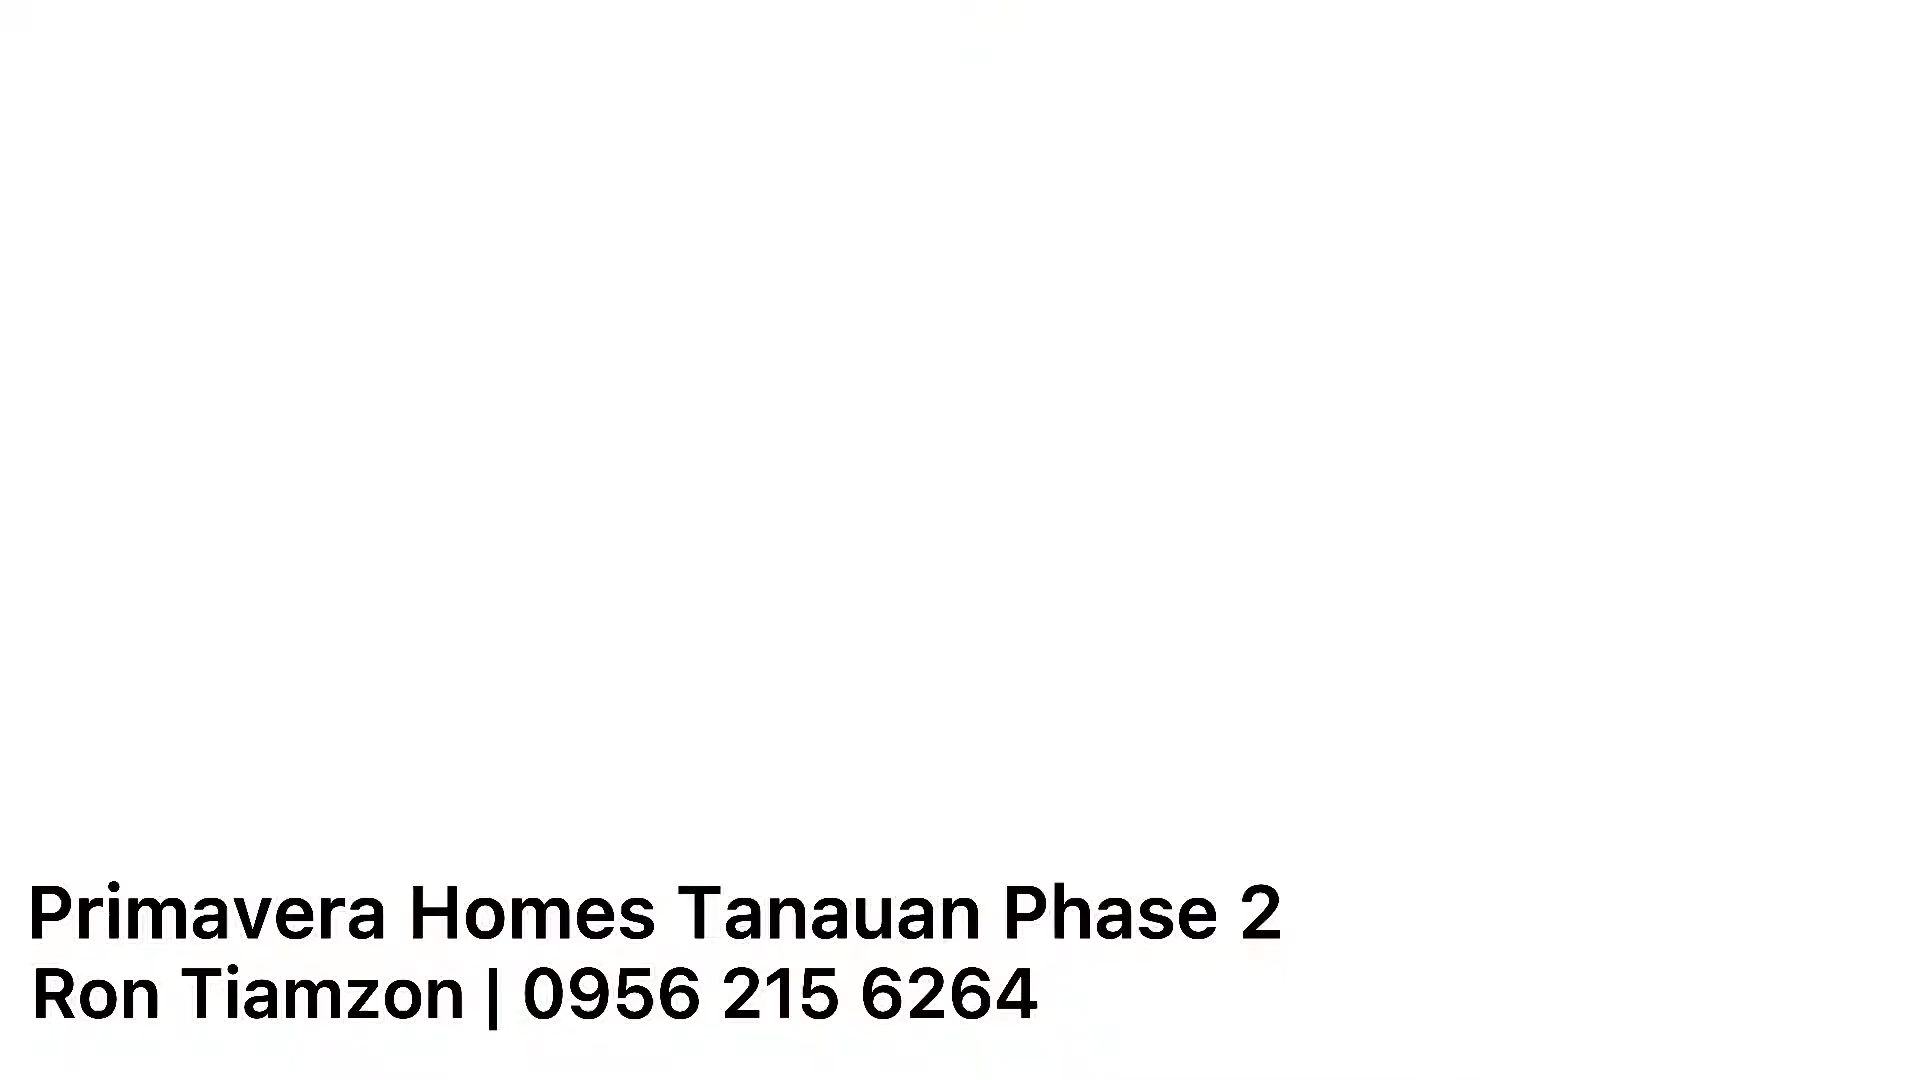 Primavera Homes Tanauan Phase 2
Ron Tiamzon | 0956 215 6264